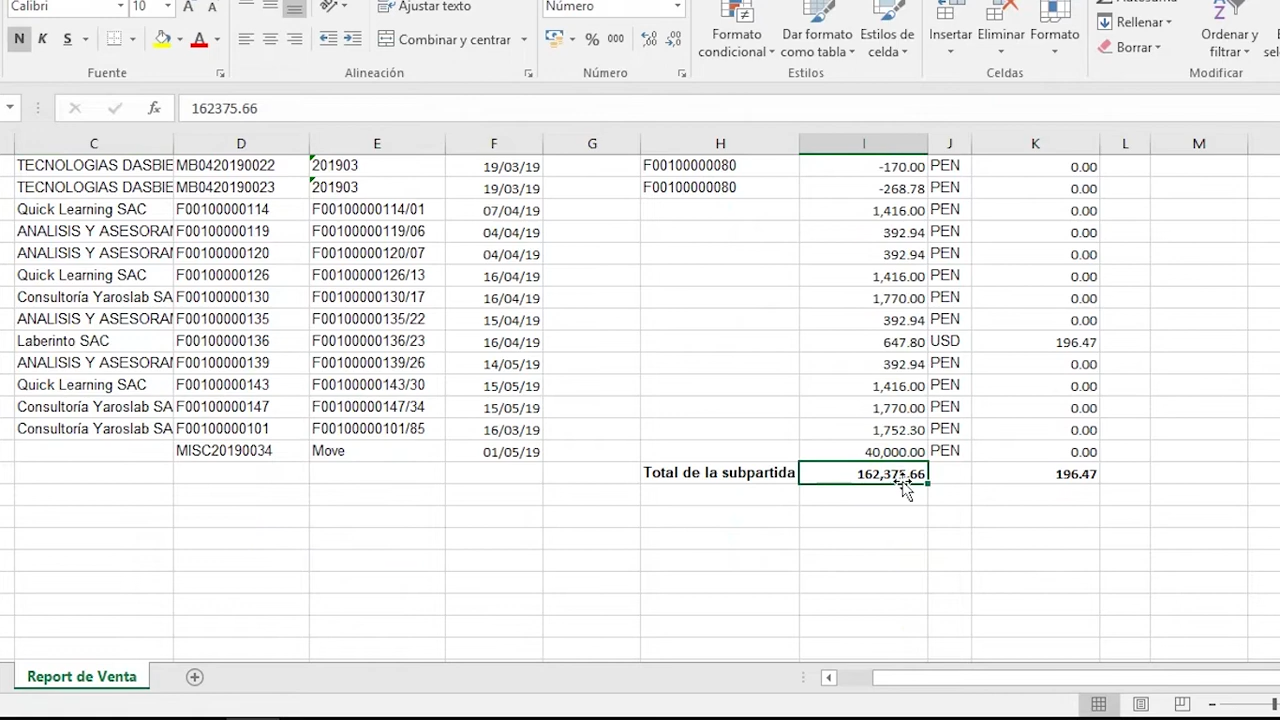 Calibri 10 Ajustar texto Número Autosuma
N K S Combinar y centrar % 000 Formato condicional Dar formato como tabla Estilos de celda Insertar Eliminar Formato Rellenar Borrar Ordenar y filtrar
Fuente Alineación Número Estilos Celdas Modificar
fx 162375.66
C D E F G H I J K L M
TECNOLOGIAS DASBIE MB0420190022 201903 19/03/19 F00100000080 -170.00 PEN 0.00
TECNOLOGIAS DASBIE MB0420190023 201903 19/03/19 F00100000080 -268.78 PEN 0.00
Quick Learning SAC F00100000114 F00100000114/01 07/04/19 1,416.00 PEN 0.00
ANALISIS Y ASESORAN F00100000119 F00100000119/06 04/04/19 392.94 PEN 0.00
ANALISIS Y ASESORAN F00100000120 F00100000120/07 04/04/19 392.94 PEN 0.00
Quick Learning SAC F00100000126 F00100000126/13 16/04/19 1,416.00 PEN 0.00
Consultoría Yaroslab SA F00100000130 F00100000130/17 16/04/19 1,770.00 PEN 0.00
ANALISIS Y ASESORAN F00100000135 F00100000135/22 15/04/19 392.94 PEN 0.00
Laberinto SAC F00100000136 F00100000136/23 16/04/19 647.80 USD 196.47
ANALISIS Y ASESORAN F00100000139 F00100000139/26 14/05/19 392.94 PEN 0.00
Quick Learning SAC F00100000143 F00100000143/30 15/05/19 1,416.00 PEN 0.00
Consultoría Yaroslab SA F00100000147 F00100000147/34 15/05/19 1,770.00 PEN 0.00
Consultoría Yaroslab SA F00100000101 F00100000101/85 16/03/19 1,752.30 PEN 0.00
MISC20190034 Move 01/05/19 40,000.00 PEN 0.00
Total de la subpartida 162,375.66 196.47
Report de Venta